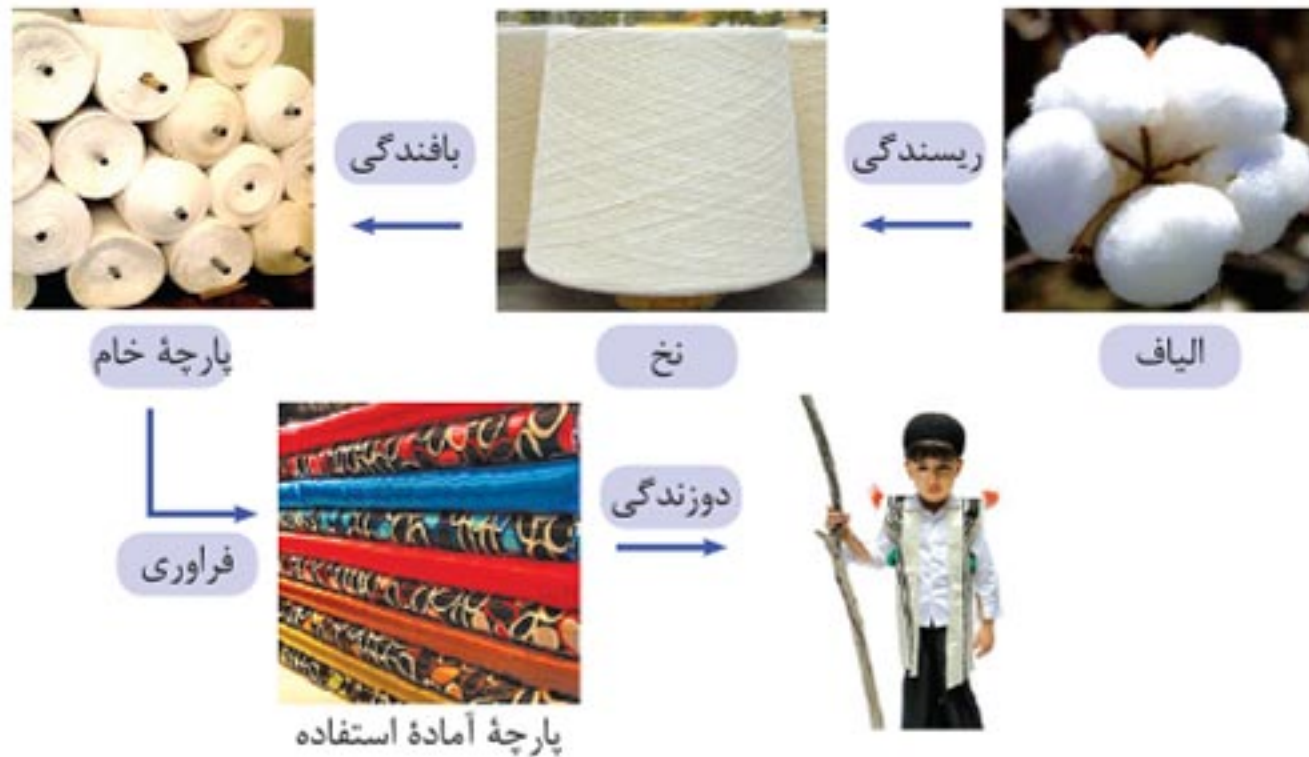 ریسندگی
بافندگی
الیاف
نخ
پارچهٔ خام
فراوری
دوزندگی
پارچهٔ آمادهٔ استفاده